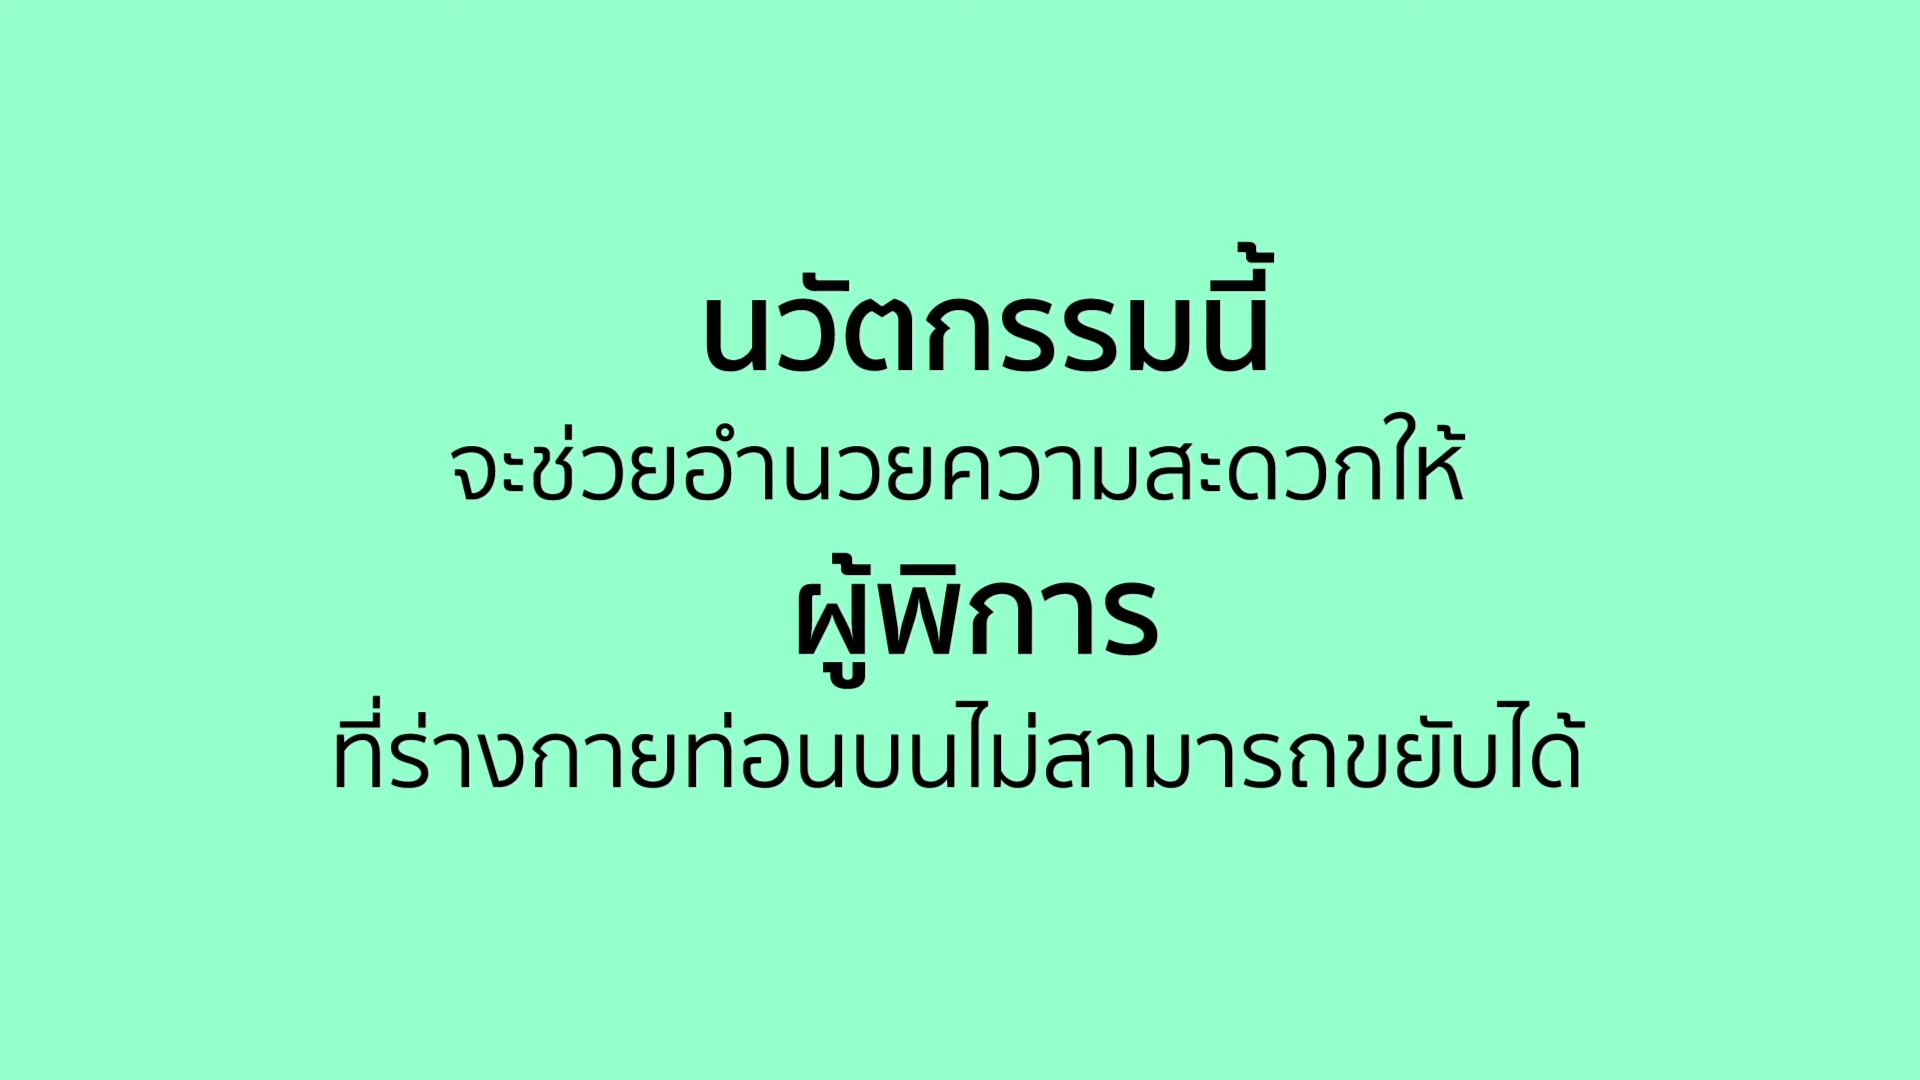 นวัตกรรมนี้
จะช่วยอำนวยความสะดวกให้
ผู้พิการ
ที่ร่างกายท่อนบนไม่สามารถขยับได้